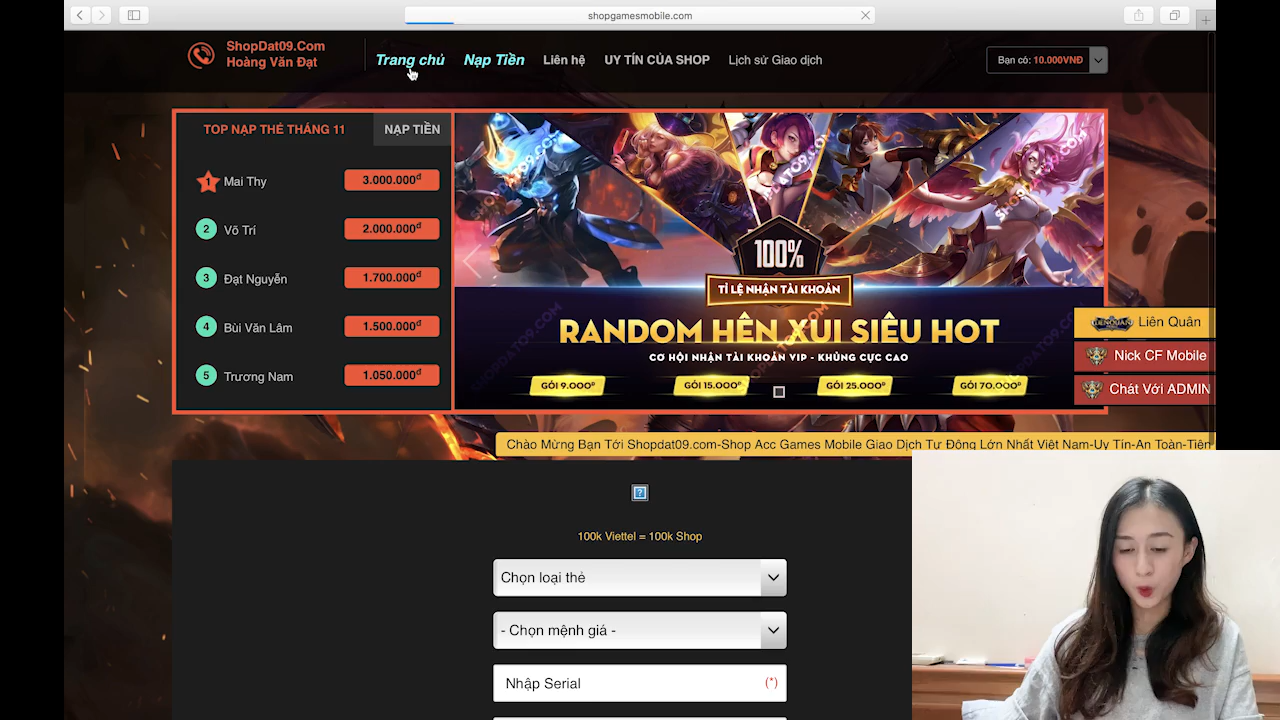 shopgamesmobile.com
ShopDat09.Com
Hoàng Văn Đạt
Trang chủ
Nạp Tiền
Liên hệ
UY TÍN CỦA SHOP
Lịch sử Giao dịch
Bạn có: 10.000VNĐ
TOP NẠP THẺ THÁNG 11
NẠP TIỀN
1 Mai Thy 3.000.000đ
2 Võ Trí 2.000.000đ
3 Đạt Nguyễn 1.700.000đ
4 Bùi Văn Lâm 1.500.000đ
5 Trương Nam 1.050.000đ
SHOPDATO9.COM
SHOPDATO9.COM
SHOPDATO9.COM
100%
TỈ LỆ NHẬN TÀI KHOẢN
RANDOM HÊN XUI SIÊU HOT
CƠ HỘI NHẬN TÀI KHOẢN VIP - KHỦNG CỰC CAO
GÓI 9.000Đ
GÓI 15.000Đ
GÓI 25.000Đ
GÓI 70.000Đ
Liên Quân
Nick CF Mobile
Chát Với ADMIN
Chào Mừng Bạn Tới Shopdat09.com-Shop Acc Games Mobile Giao Dịch Tự Đông Lớn Nhất Việt Nam-Uy Tín-An Toàn-Tiện
?
100k Viettel = 100k Shop
Chọn loại thẻ
- Chọn mệnh giá -
Nhập Serial (*)